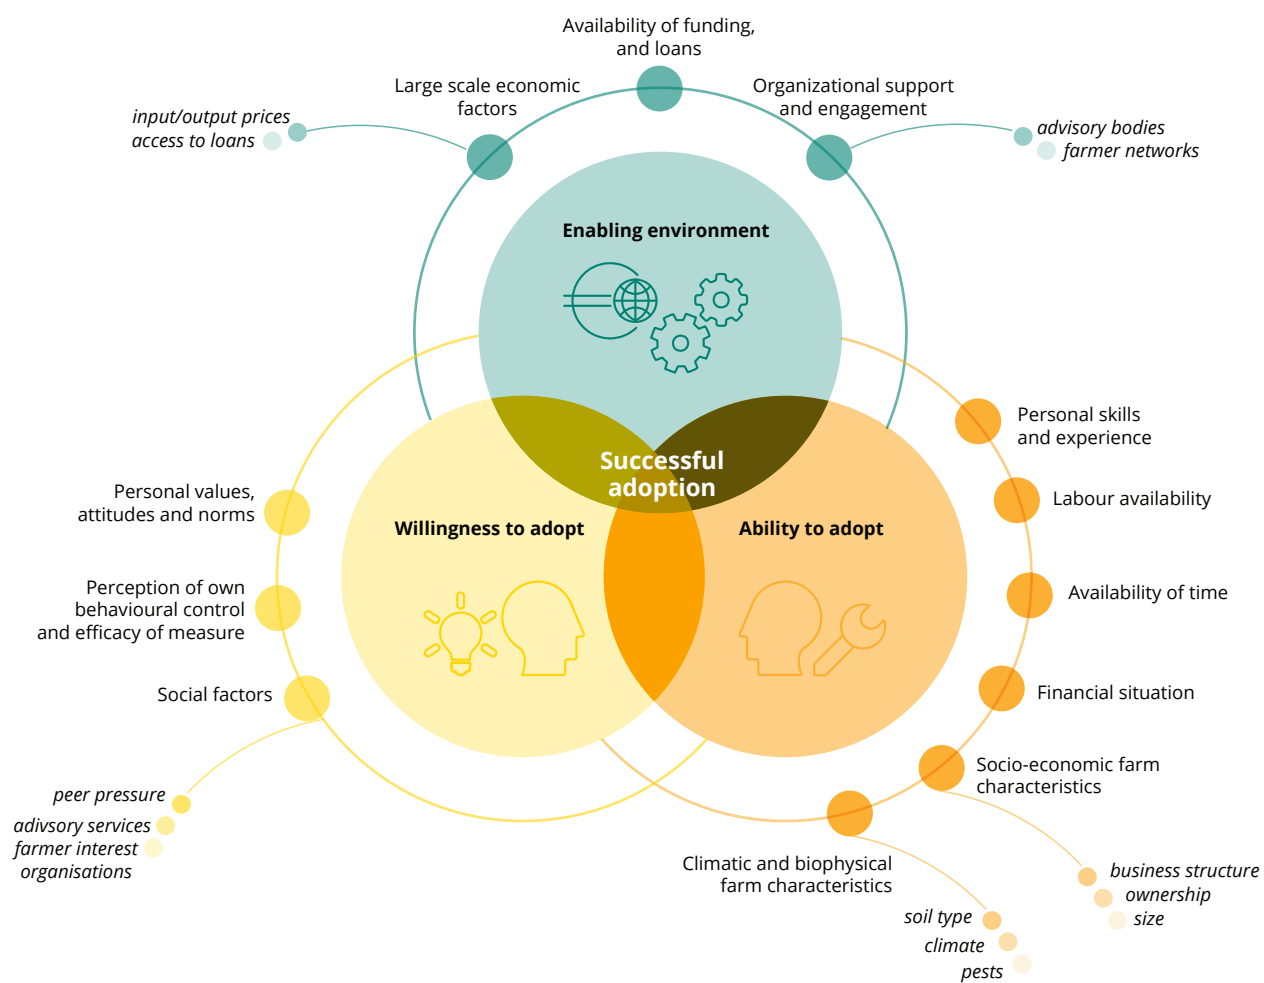 Availability of funding,
and loans
Large scale economic
factors
Organizational support
and engagement
input/output prices
access to loans
advisory bodies
farmer networks
Enabling environment
Successful
adoption
Willingness to adopt
Ability to adopt
Personal values,
attitudes and norms
Perception of own
behavioural control
and efficacy of measure
Social factors
peer pressure
adivsory services
farmer interest
organisations
Personal skills
and experience
Labour availability
Availability of time
Financial situation
Socio-economic farm
characteristics
business structure
ownership
size
Climatic and biophysical
farm characteristics
soil type
climate
pests